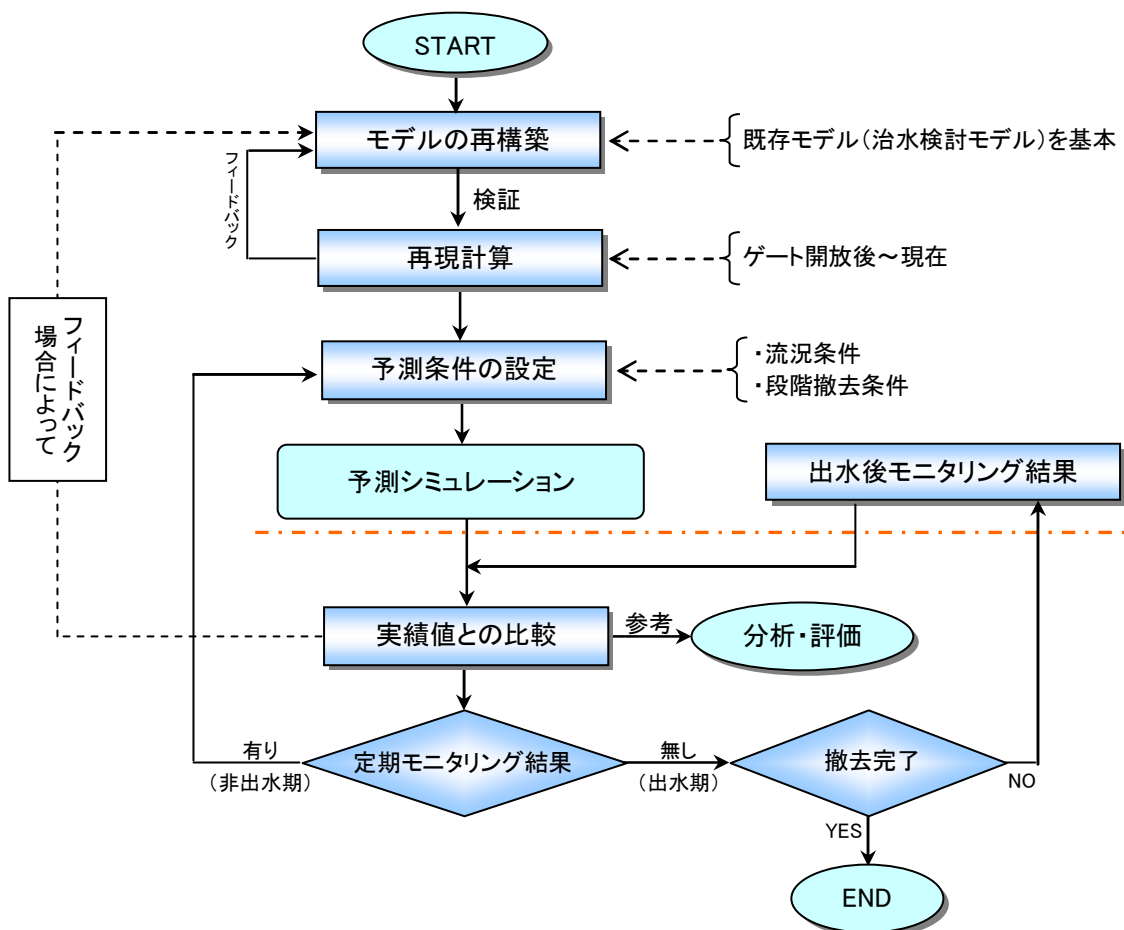 START
モデルの再構築
既存モデル(治水検討モデル)を基本
フィードバック
検証
再現計算
ゲート開放後～現在
場合によって
フィードバック
予測条件の設定
・流況条件
・段階撤去条件
予測シミュレーション
出水後モニタリング結果
実績値との比較
参考
分析・評価
有り
(非出水期)
定期モニタリング結果
無し
(出水期)
撤去完了
NO
YES
END